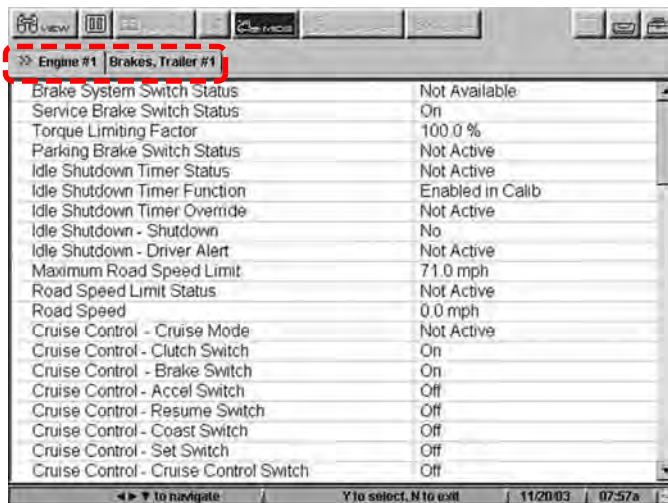 VIEW
MIDS
>> Engine #1 Brakes, Trailer #1
Brake System Switch Status Not Available
Service Brake Switch Status On
Torque Limiting Factor 100.0 %
Parking Brake Switch Status Not Active
Idle Shutdown Timer Status Not Active
Idle Shutdown Timer Function Enabled in Calib
Idle Shutdown Timer Override Not Active
Idle Shutdown - Shutdown No
Idle Shutdown - Driver Alert Not Active
Maximum Road Speed Limit 71.0 mph
Road Speed Limit Status Not Active
Road Speed 0.0 mph
Cruise Control - Cruise Mode Not Active
Cruise Control - Clutch Switch On
Cruise Control - Brake Switch On
Cruise Control - Accel Switch Off
Cruise Control - Resume Switch Off
Cruise Control - Coast Switch Off
Cruise Control - Set Switch Off
Cruise Control - Cruise Control Switch Off
◄ ► ▼ to navigate Y to select, N to exit 11/20/03 07:57a